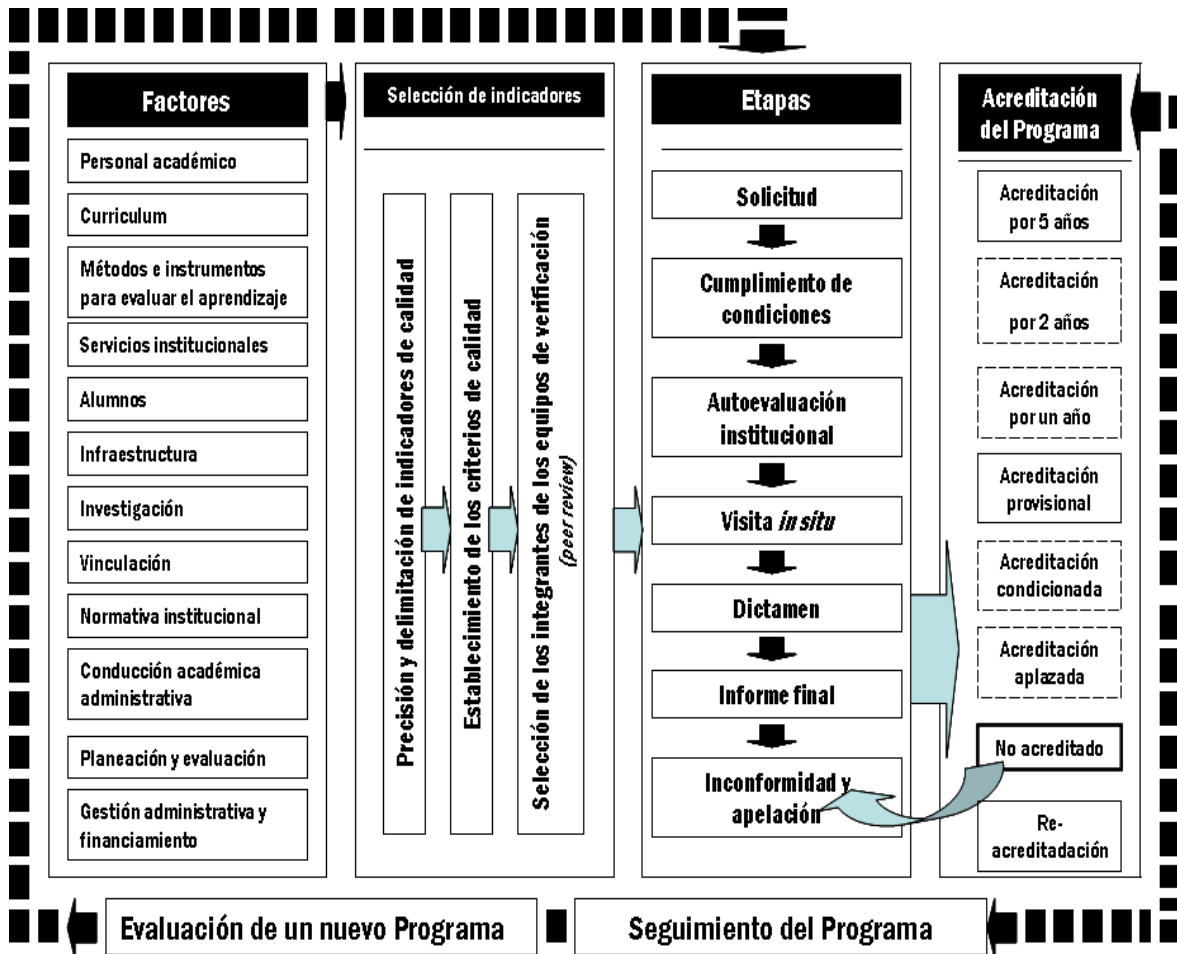 Factores
Personal académico
Curriculum
Métodos e instrumentos
para evaluar el aprendizaje
Servicios institucionales
Alumnos
Infraestructura
Investigación
Vinculación
Normativa institucional
Conducción académica
administrativa
Planeación y evaluación
Gestión administrativa y
financiamiento
Selección de indicadores
Precisión y delimitación de indicadores de calidad
Establecimiento de los criterios de calidad
Selección de los integrantes de los equipos de verificación
(peer review)
Etapas
Solicitud
Cumplimiento de
condiciones
Autoevaluación
institucional
Visita in situ
Dictamen
Informe final
Inconformidad y
apelación
Acreditación
del Programa
Acreditación
por 5 años
Acreditación
por 2 años
Acreditación
por un año
Acreditación
provisional
Acreditación
condicionada
Acreditación
aplazada
No acreditado
Re-
acreditadación
Evaluación de un nuevo Programa
Seguimiento del Programa